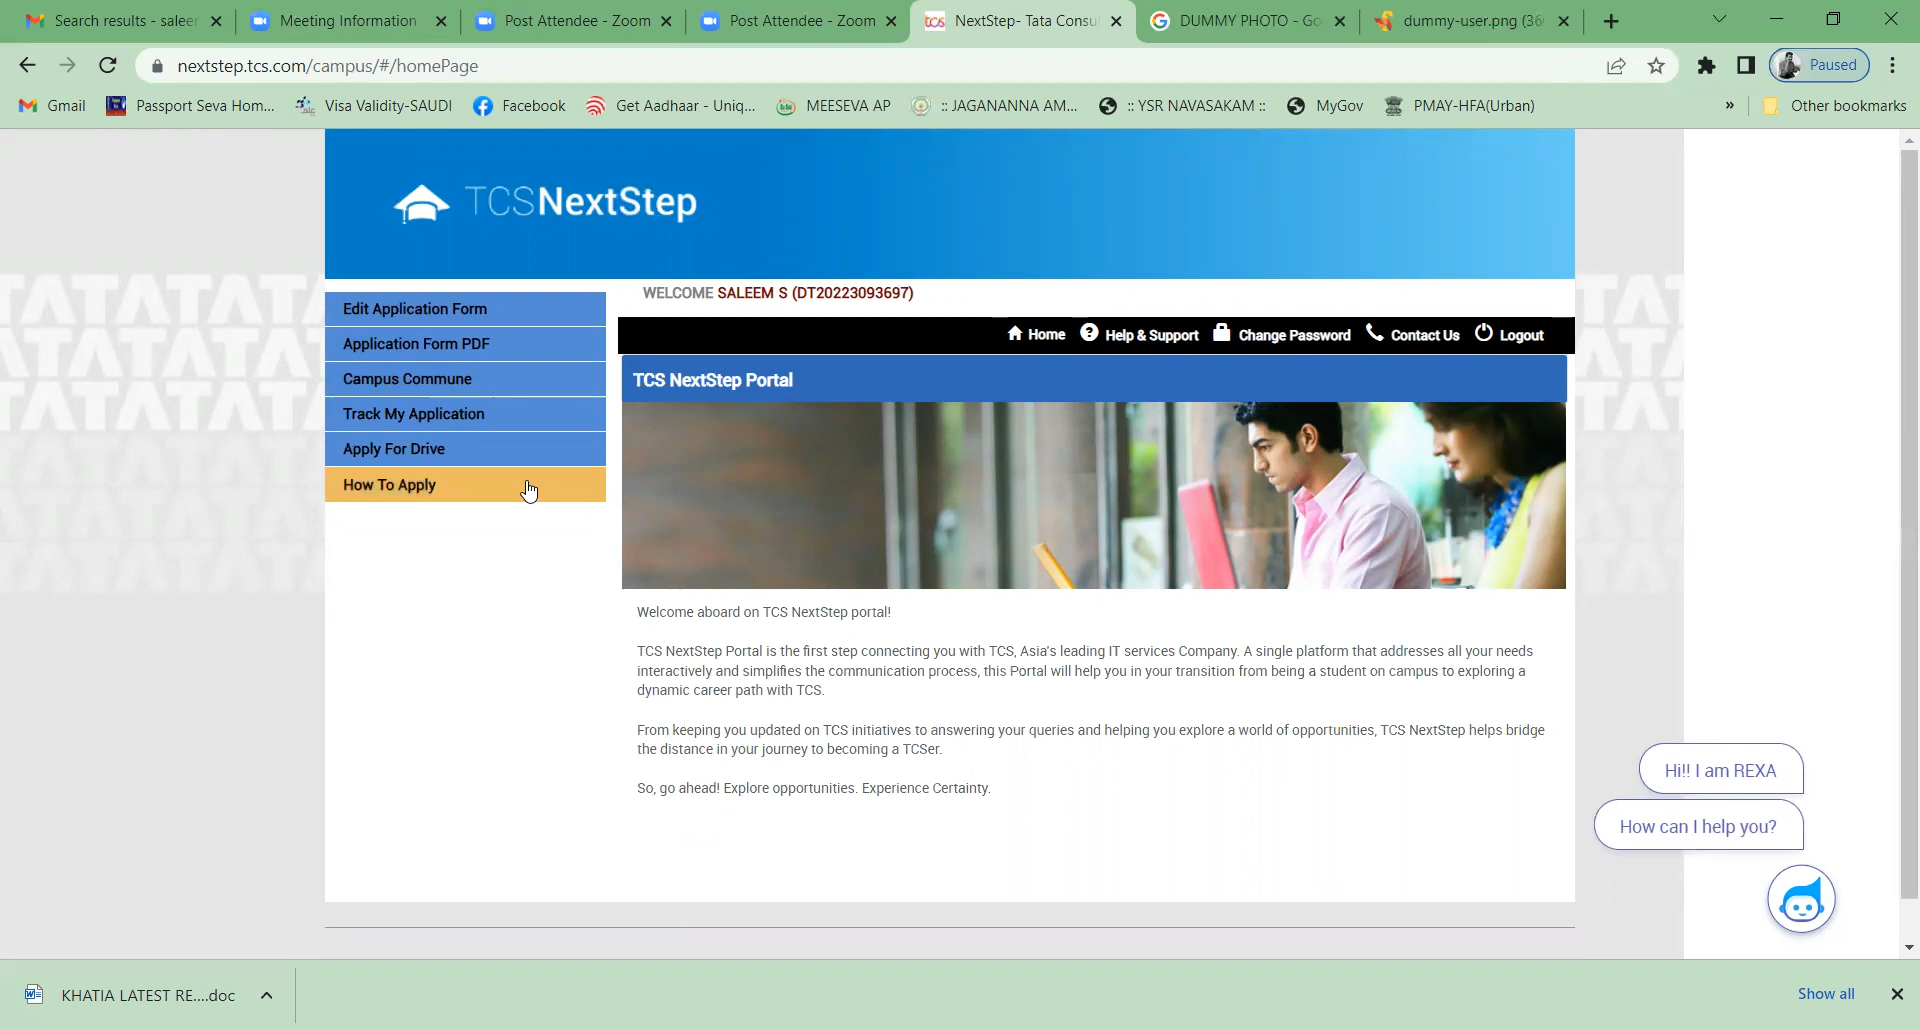 Search results - saleer
Meeting Information
Post Attendee - Zoom
Post Attendee - Zoom
tcs NextStep- Tata Consul
DUMMY PHOTO - Go
dummy-user.png (36
nextstep.tcs.com/campus/#/homePage
Paused
Gmail
Passport Seva Hom...
Visa Validity-SAUDI
Facebook
Get Aadhaar - Uniq...
MEESEVA AP
:: JAGANANNA AM...
:: YSR NAVASAKAM ::
MyGov
PMAY-HFA(Urban)
»
Other bookmarks
TCSNextStep
WELCOME SALEEM S (DT20223093697)
Home
Help & Support
Change Password
Contact Us
Logout
Edit Application Form
Application Form PDF
Campus Commune
Track My Application
Apply For Drive
How To Apply
TCS NextStep Portal
Welcome aboard on TCS NextStep portal!
TCS NextStep Portal is the first step connecting you with TCS, Asia's leading IT services Company. A single platform that addresses all your needs
interactively and simplifies the communication process, this Portal will help you in your transition from being a student on campus to exploring a
dynamic career path with TCS.
From keeping you updated on TCS initiatives to answering your queries and helping you explore a world of opportunities, TCS NextStep helps bridge
the distance in your journey to becoming a TCSer.
So, go ahead! Explore opportunities. Experience Certainty.
Hi!! I am REXA
How can I help you?
KHATIA LATEST RE....doc
Show all